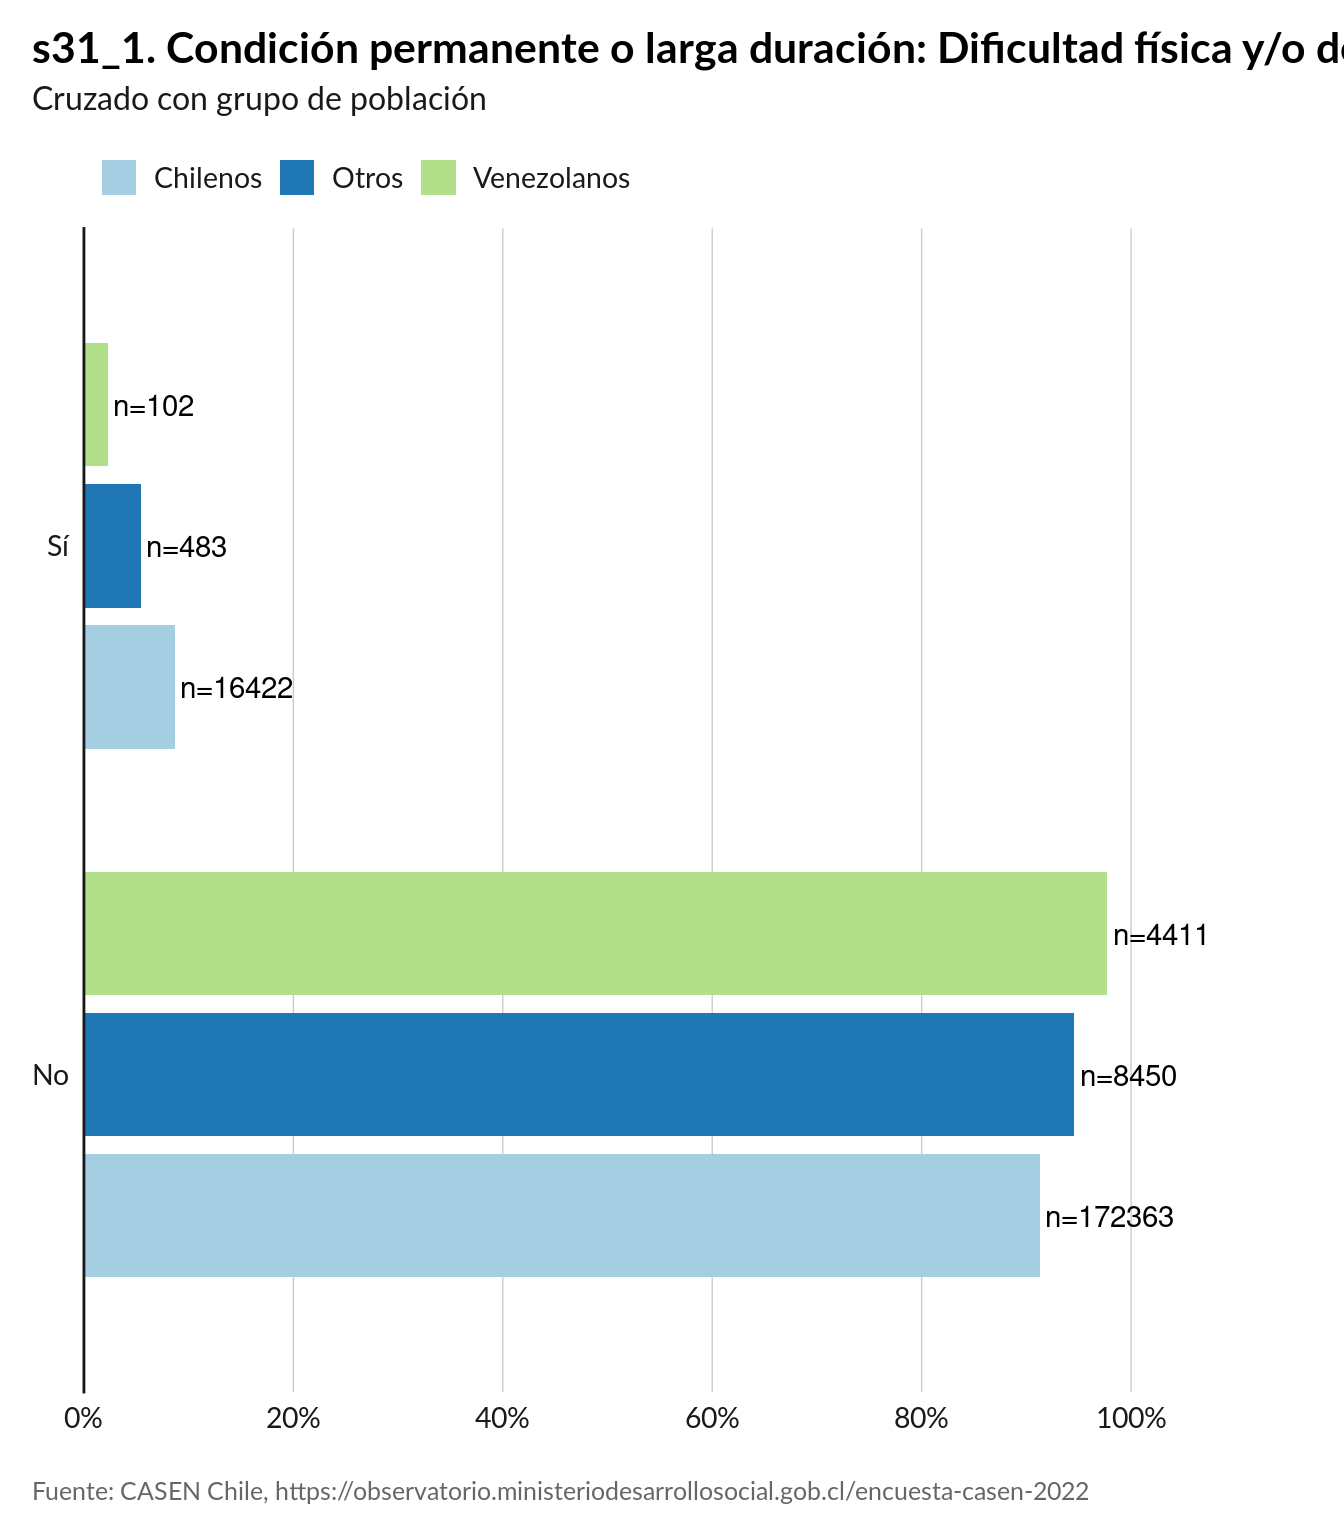 s31_1. Condición permanente o larga duración: Dificultad física y/o
Cruzado con grupo de población
Chilenos Otros Venezolanos
n=102
n=483
Sí
n=16422
n=4411
n=8450
No
n=172363
0% 20% 40% 60% 80% 100%
Fuente: CASEN Chile, https://observatorio.ministeriodesarrollosocial.gob.cl/encuesta-casen-2022